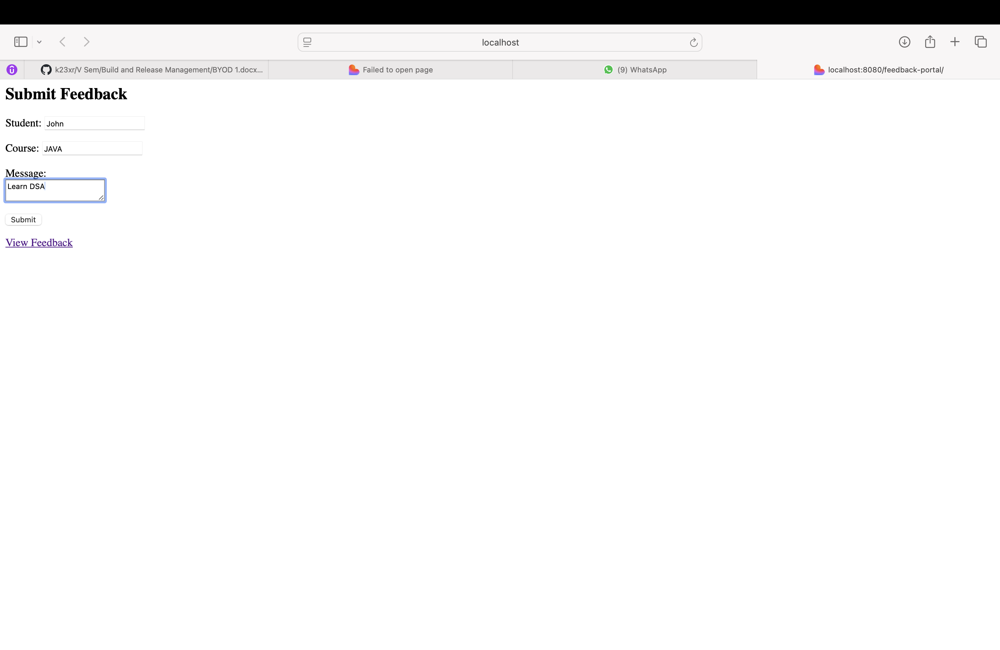 localhost
k23xr/V Sem/Build and Release Management/BYOD 1.docx... Failed to open page (9) WhatsApp localhost:8080/feedback-portal/
Submit Feedback
Student: John
Course: JAVA
Message:
Learn DSA
Submit
View Feedback